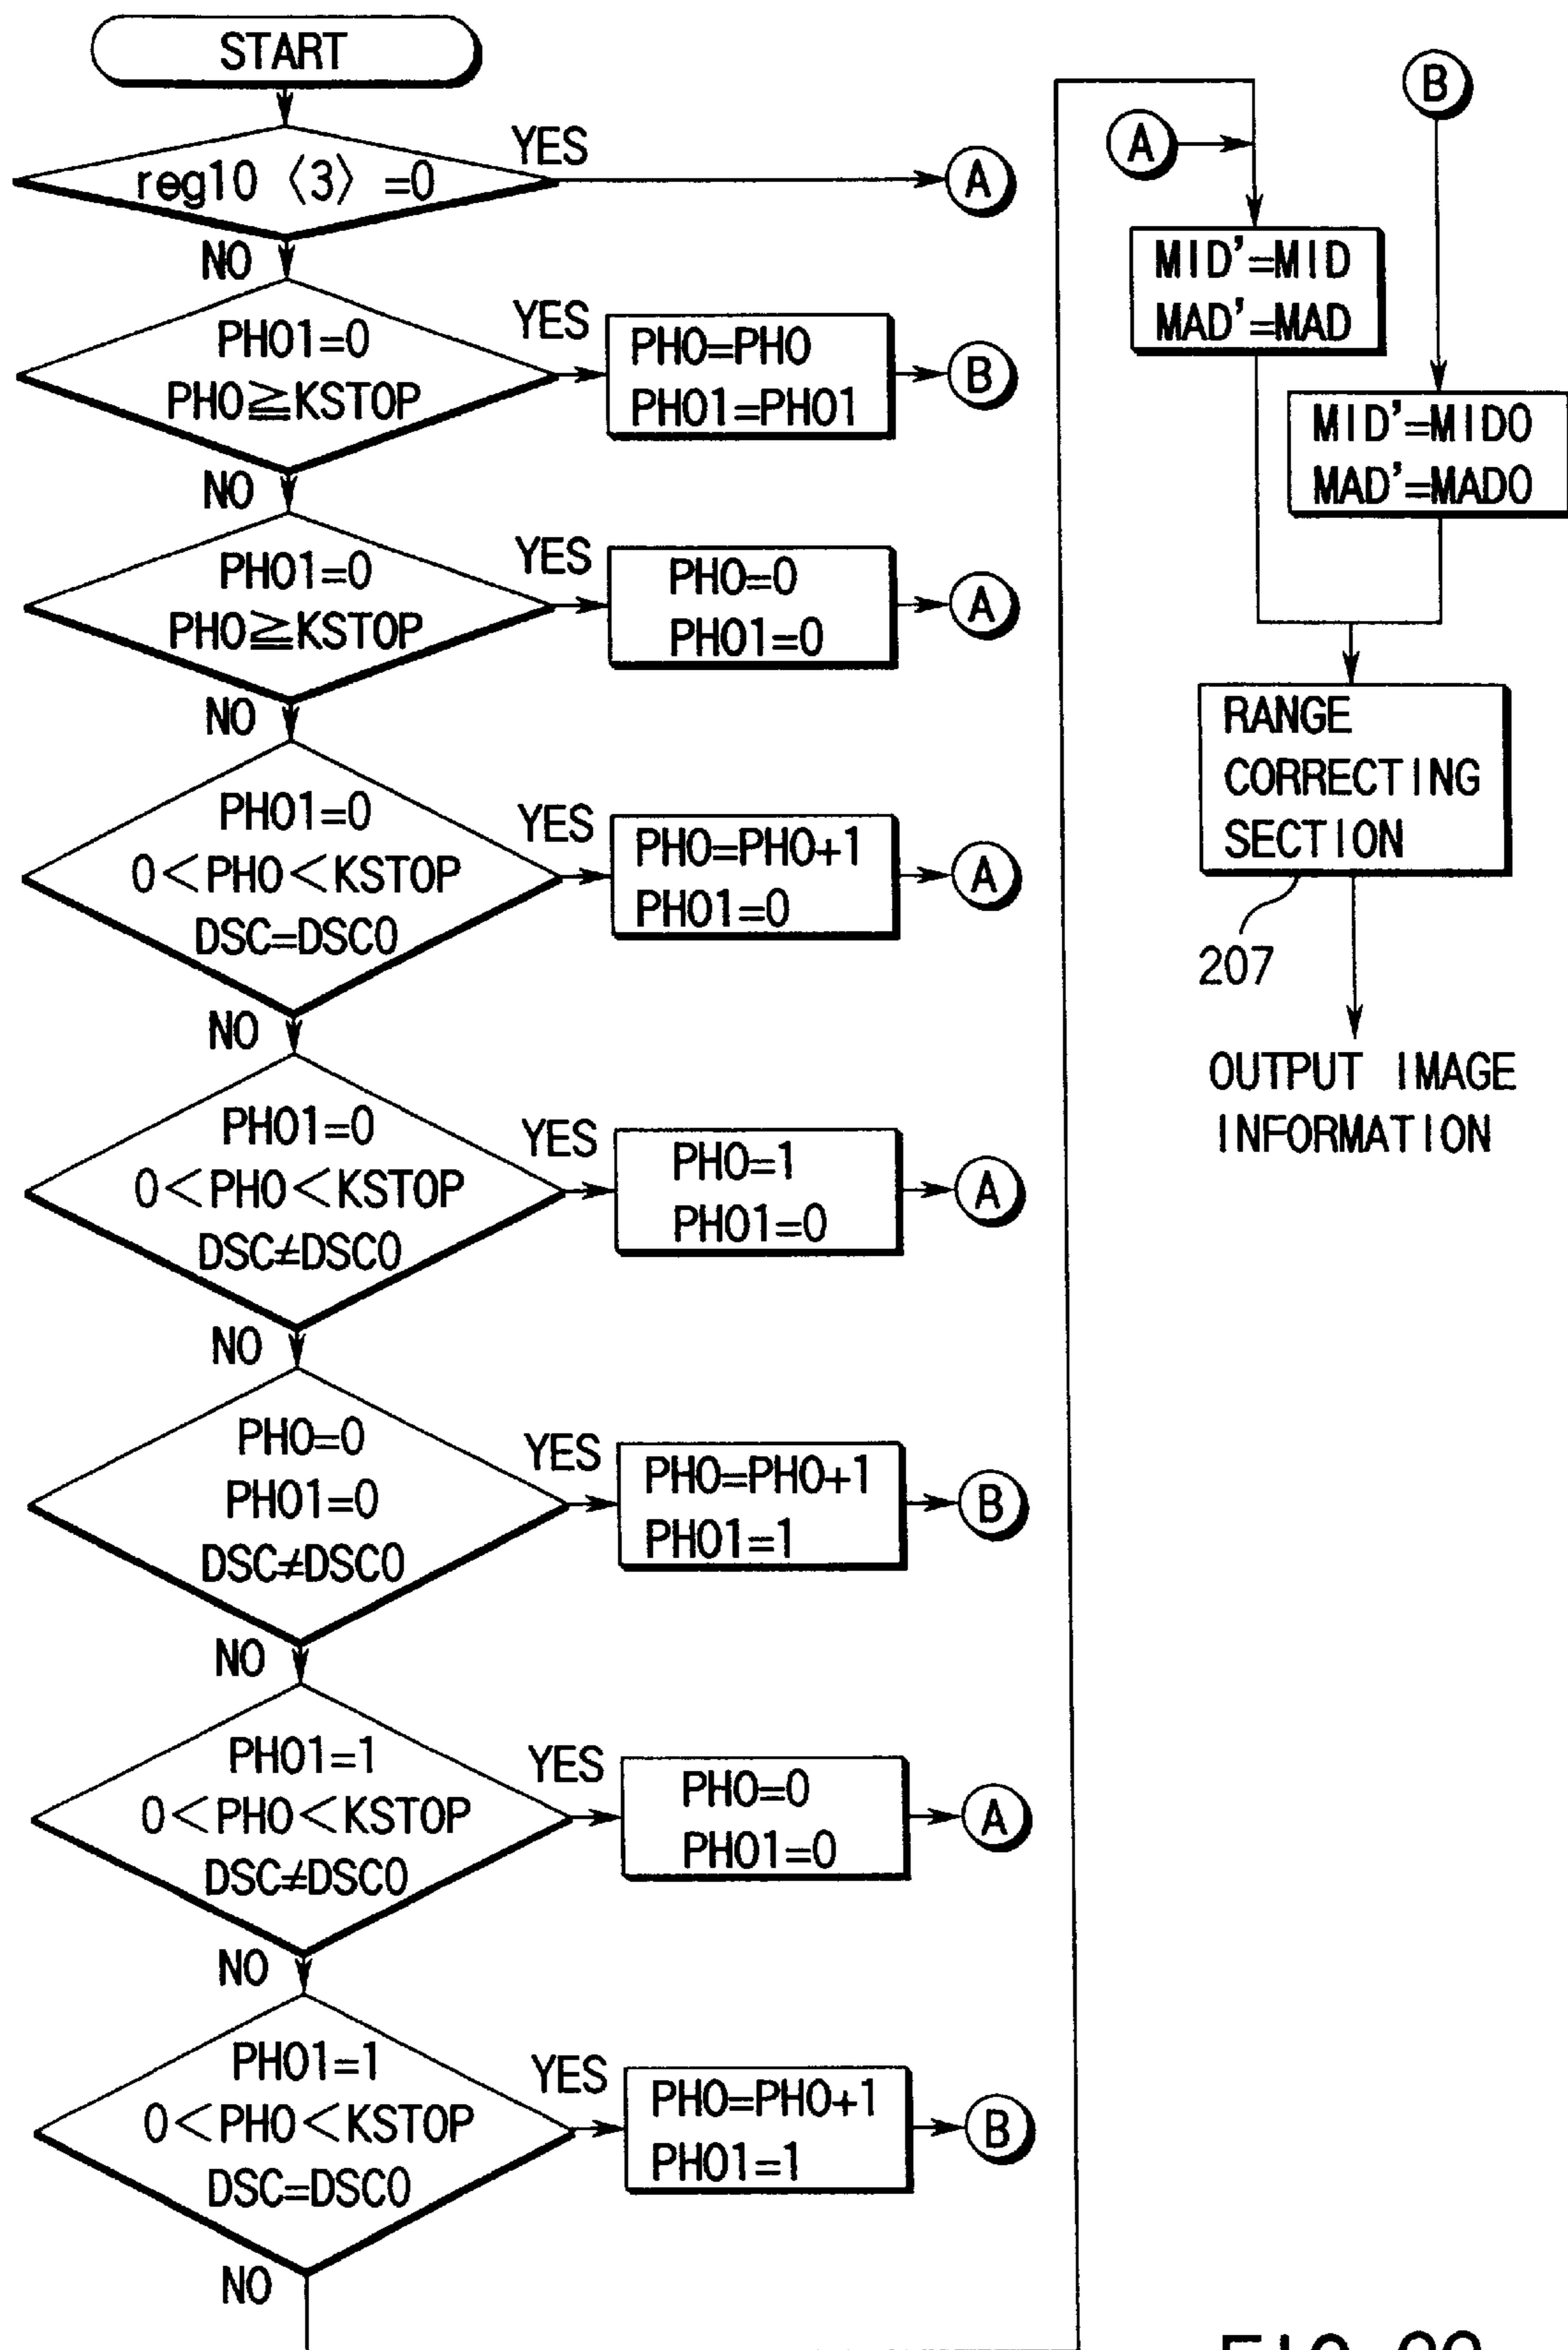 START
reg10 〈3〉 =0
YES
A
NO
PH01=0
PH0≧KSTOP
YES
PH0=PH0
PH01=PH01
B
NO
PH01=0
PH0≧KSTOP
YES
PH0=0
PH01=0
A
NO
PH01=0
0<PH0<KSTOP
DSC=DSC0
YES
PH0=PH0+1
PH01=0
A
NO
PH01=0
0<PH0<KSTOP
DSC≠DSC0
YES
PH0=1
PH01=0
A
NO
PH0=0
PH01=0
DSC≠DSC0
YES
PH0=PH0+1
PH01=1
B
NO
PH01=1
0<PH0<KSTOP
DSC≠DSC0
YES
PH0=0
PH01=0
A
NO
PH01=1
0<PH0<KSTOP
DSC=DSC0
YES
PH0=PH0+1
PH01=1
B
NO
A
MID'=MID
MAD'=MAD
B
MID'=MID0
MAD'=MAD0
RANGE
CORRECTING
SECTION
207
OUTPUT IMAGE
INFORMATION